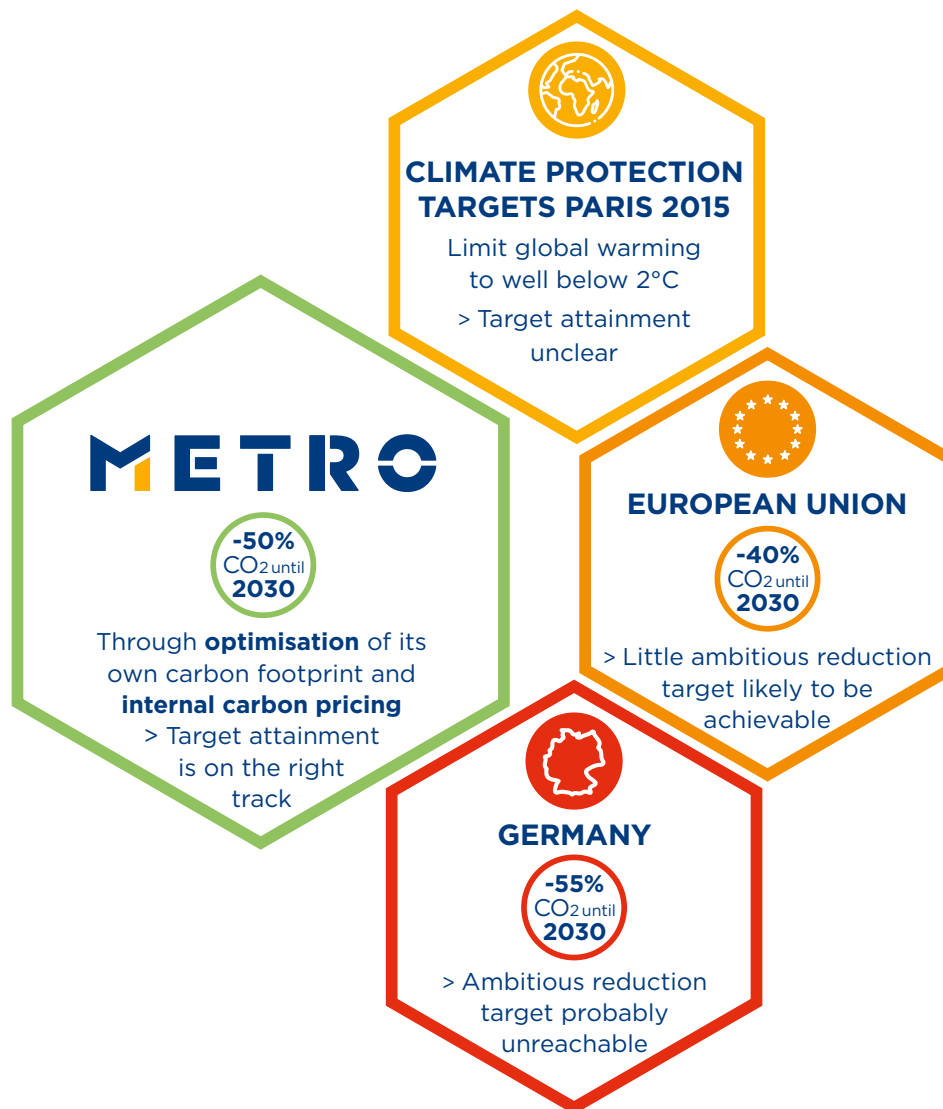 CLIMATE PROTECTION
TARGETS PARIS 2015
Limit global warming
to well below 2°C
> Target attainment
unclear
METRO
-50%
CO2 until
2030
Through optimisation of its
own carbon footprint and
internal carbon pricing
> Target attainment
is on the right
track
EUROPEAN UNION
-40%
CO2 until
2030
> Little ambitious reduction
target likely to be
achievable
GERMANY
-55%
CO2 until
2030
> Ambitious reduction
target probably
unreachable